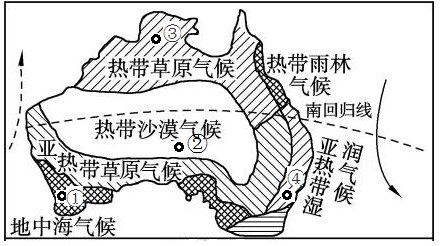 ③
热带草原气候
热带雨林
气候
南回归线
热带沙漠气候
②
亚
热带草原气候
①
地中海气候
④
亚热带湿
润气候